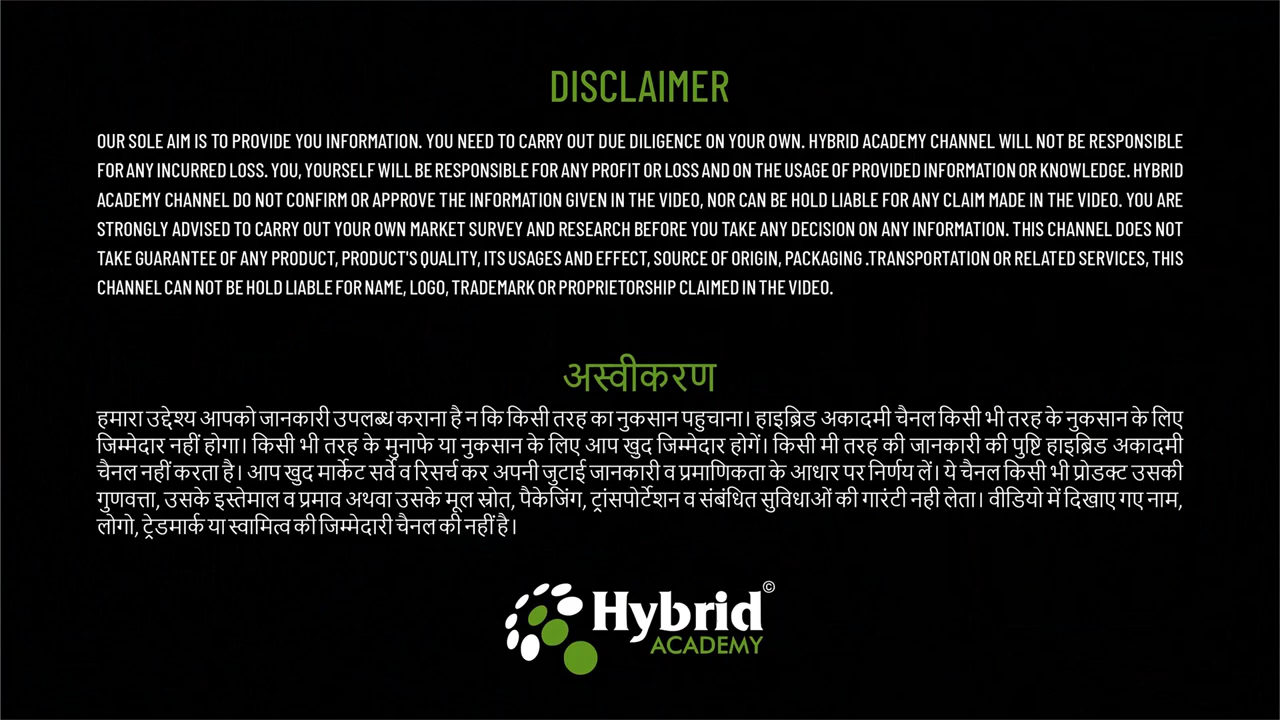 DISCLAIMER
OUR SOLE AIM IS TO PROVIDE YOU INFORMATION. YOU NEED TO CARRY OUT DUE DILIGENCE ON YOUR OWN. HYBRID ACADEMY CHANNEL WILL NOT BE RESPONSIBLE
FOR ANY INCURRED LOSS. YOU, YOURSELF WILL BE RESPONSIBLE FOR ANY PROFIT OR LOSS AND ON THE USAGE OF PROVIDED INFORMATION OR KNOWLEDGE. HYBRID
ACADEMY CHANNEL DO NOT CONFIRM OR APPROVE THE INFORMATION GIVEN IN THE VIDEO, NOR CAN BE HOLD LIABLE FOR ANY CLAIM MADE IN THE VIDEO. YOU ARE
STRONGLY ADVISED TO CARRY OUT YOUR OWN MARKET SURVEY AND RESEARCH BEFORE YOU TAKE ANY DECISION ON ANY INFORMATION. THIS CHANNEL DOES NOT
TAKE GUARANTEE OF ANY PRODUCT, PRODUCT'S QUALITY, ITS USAGES AND EFFECT, SOURCE OF ORIGIN, PACKAGING .TRANSPORTATION OR RELATED SERVICES, THIS
CHANNEL CAN NOT BE HOLD LIABLE FOR NAME, LOGO, TRADEMARK OR PROPRIETORSHIP CLAIMED IN THE VIDEO.
अस्वीकरण
हमारा उद्देश्य आपको जानकारी उपलब्ध कराना है न कि किसी तरह का नुकसान पहुचाना। हाइब्रिड अकादमी चैनल किसी भी तरह के नुकसान के लिए
जिम्मेदार नहीं होगा। किसी भी तरह के मुनाफे या नुकसान के लिए आप खुद जिम्मेदार होगें। किसी मी तरह की जानकारी की पुष्टि हाइब्रिड अकादमी
चैनल नहीं करता है। आप खुद मार्केट सर्वे व रिसर्च कर अपनी जुटाई जानकारी व प्रमाणिकता के आधार पर निर्णय लें। ये चैनल किसी भी प्रोडक्ट उसकी
गुणवत्ता, उसके इस्तेमाल व प्रमाव अथवा उसके मूल स्रोत, पैकेजिंग, ट्रांसपोर्टेशन व संबंधित सुविधाओं की गारंटी नही लेता। वीडियो में दिखाए गए नाम,
लोगो, ट्रेडमार्क या स्वामित्व की जिम्मेदारी चैनल की नहीं है।
Hybrid©
ACADEMY